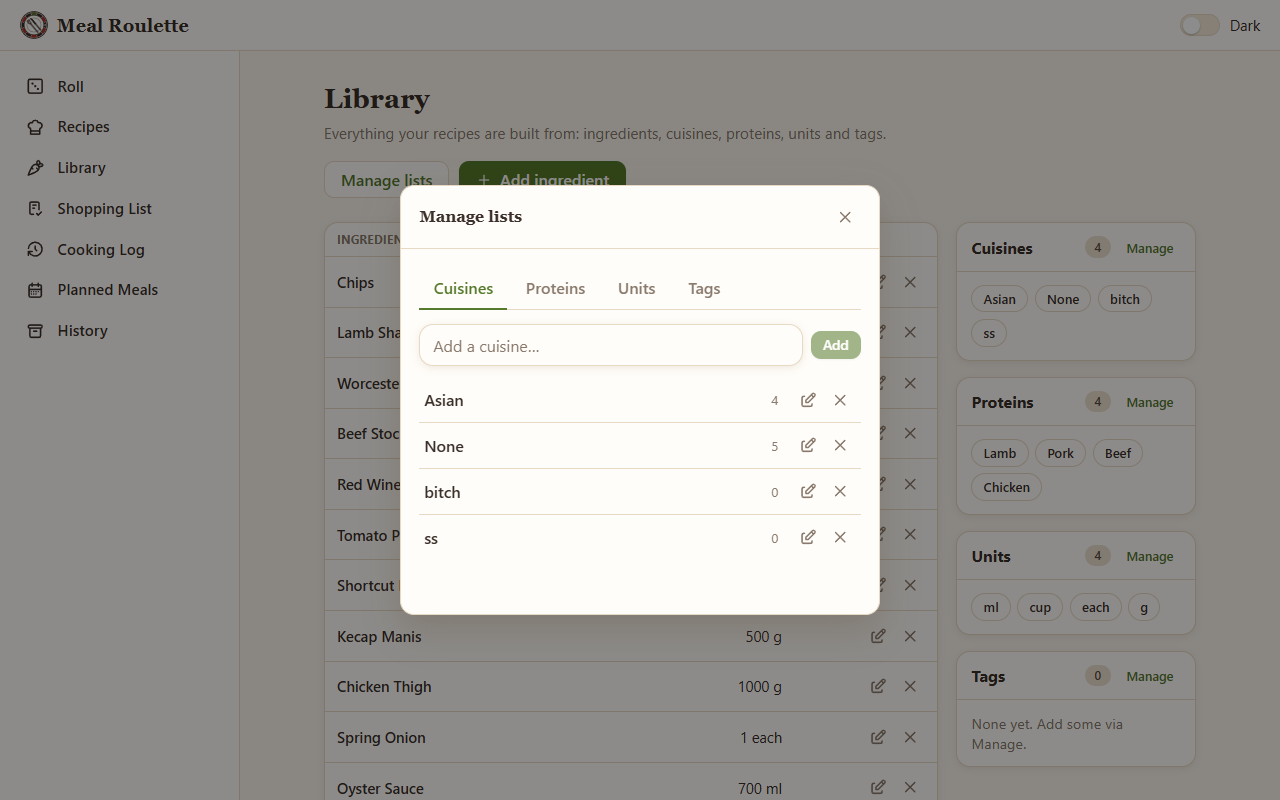 Meal Roulette
Dark
Roll
Recipes
Library
Shopping List
Cooking Log
Planned Meals
History
Library
Everything your recipes are built from: ingredients, cuisines, proteins, units and tags.
Manage lists
+ Add ingredient
Manage lists
Cuisines Proteins Units Tags
Add a cuisine...
Add
Asian 4
None 5
bitch 0
ss 0
INGREDIEN
Chips
Lamb Sha
Worceste
Beef Stoc
Red Wine
Tomato P
Shortcut
Kecap Manis 500 g
Chicken Thigh 1000 g
Spring Onion 1 each
Oyster Sauce 700 ml
Cuisines 4 Manage
Asian None bitch
ss
Proteins 4 Manage
Lamb Pork Beef
Chicken
Units 4 Manage
ml cup each g
Tags 0 Manage
None yet. Add some via
Manage.